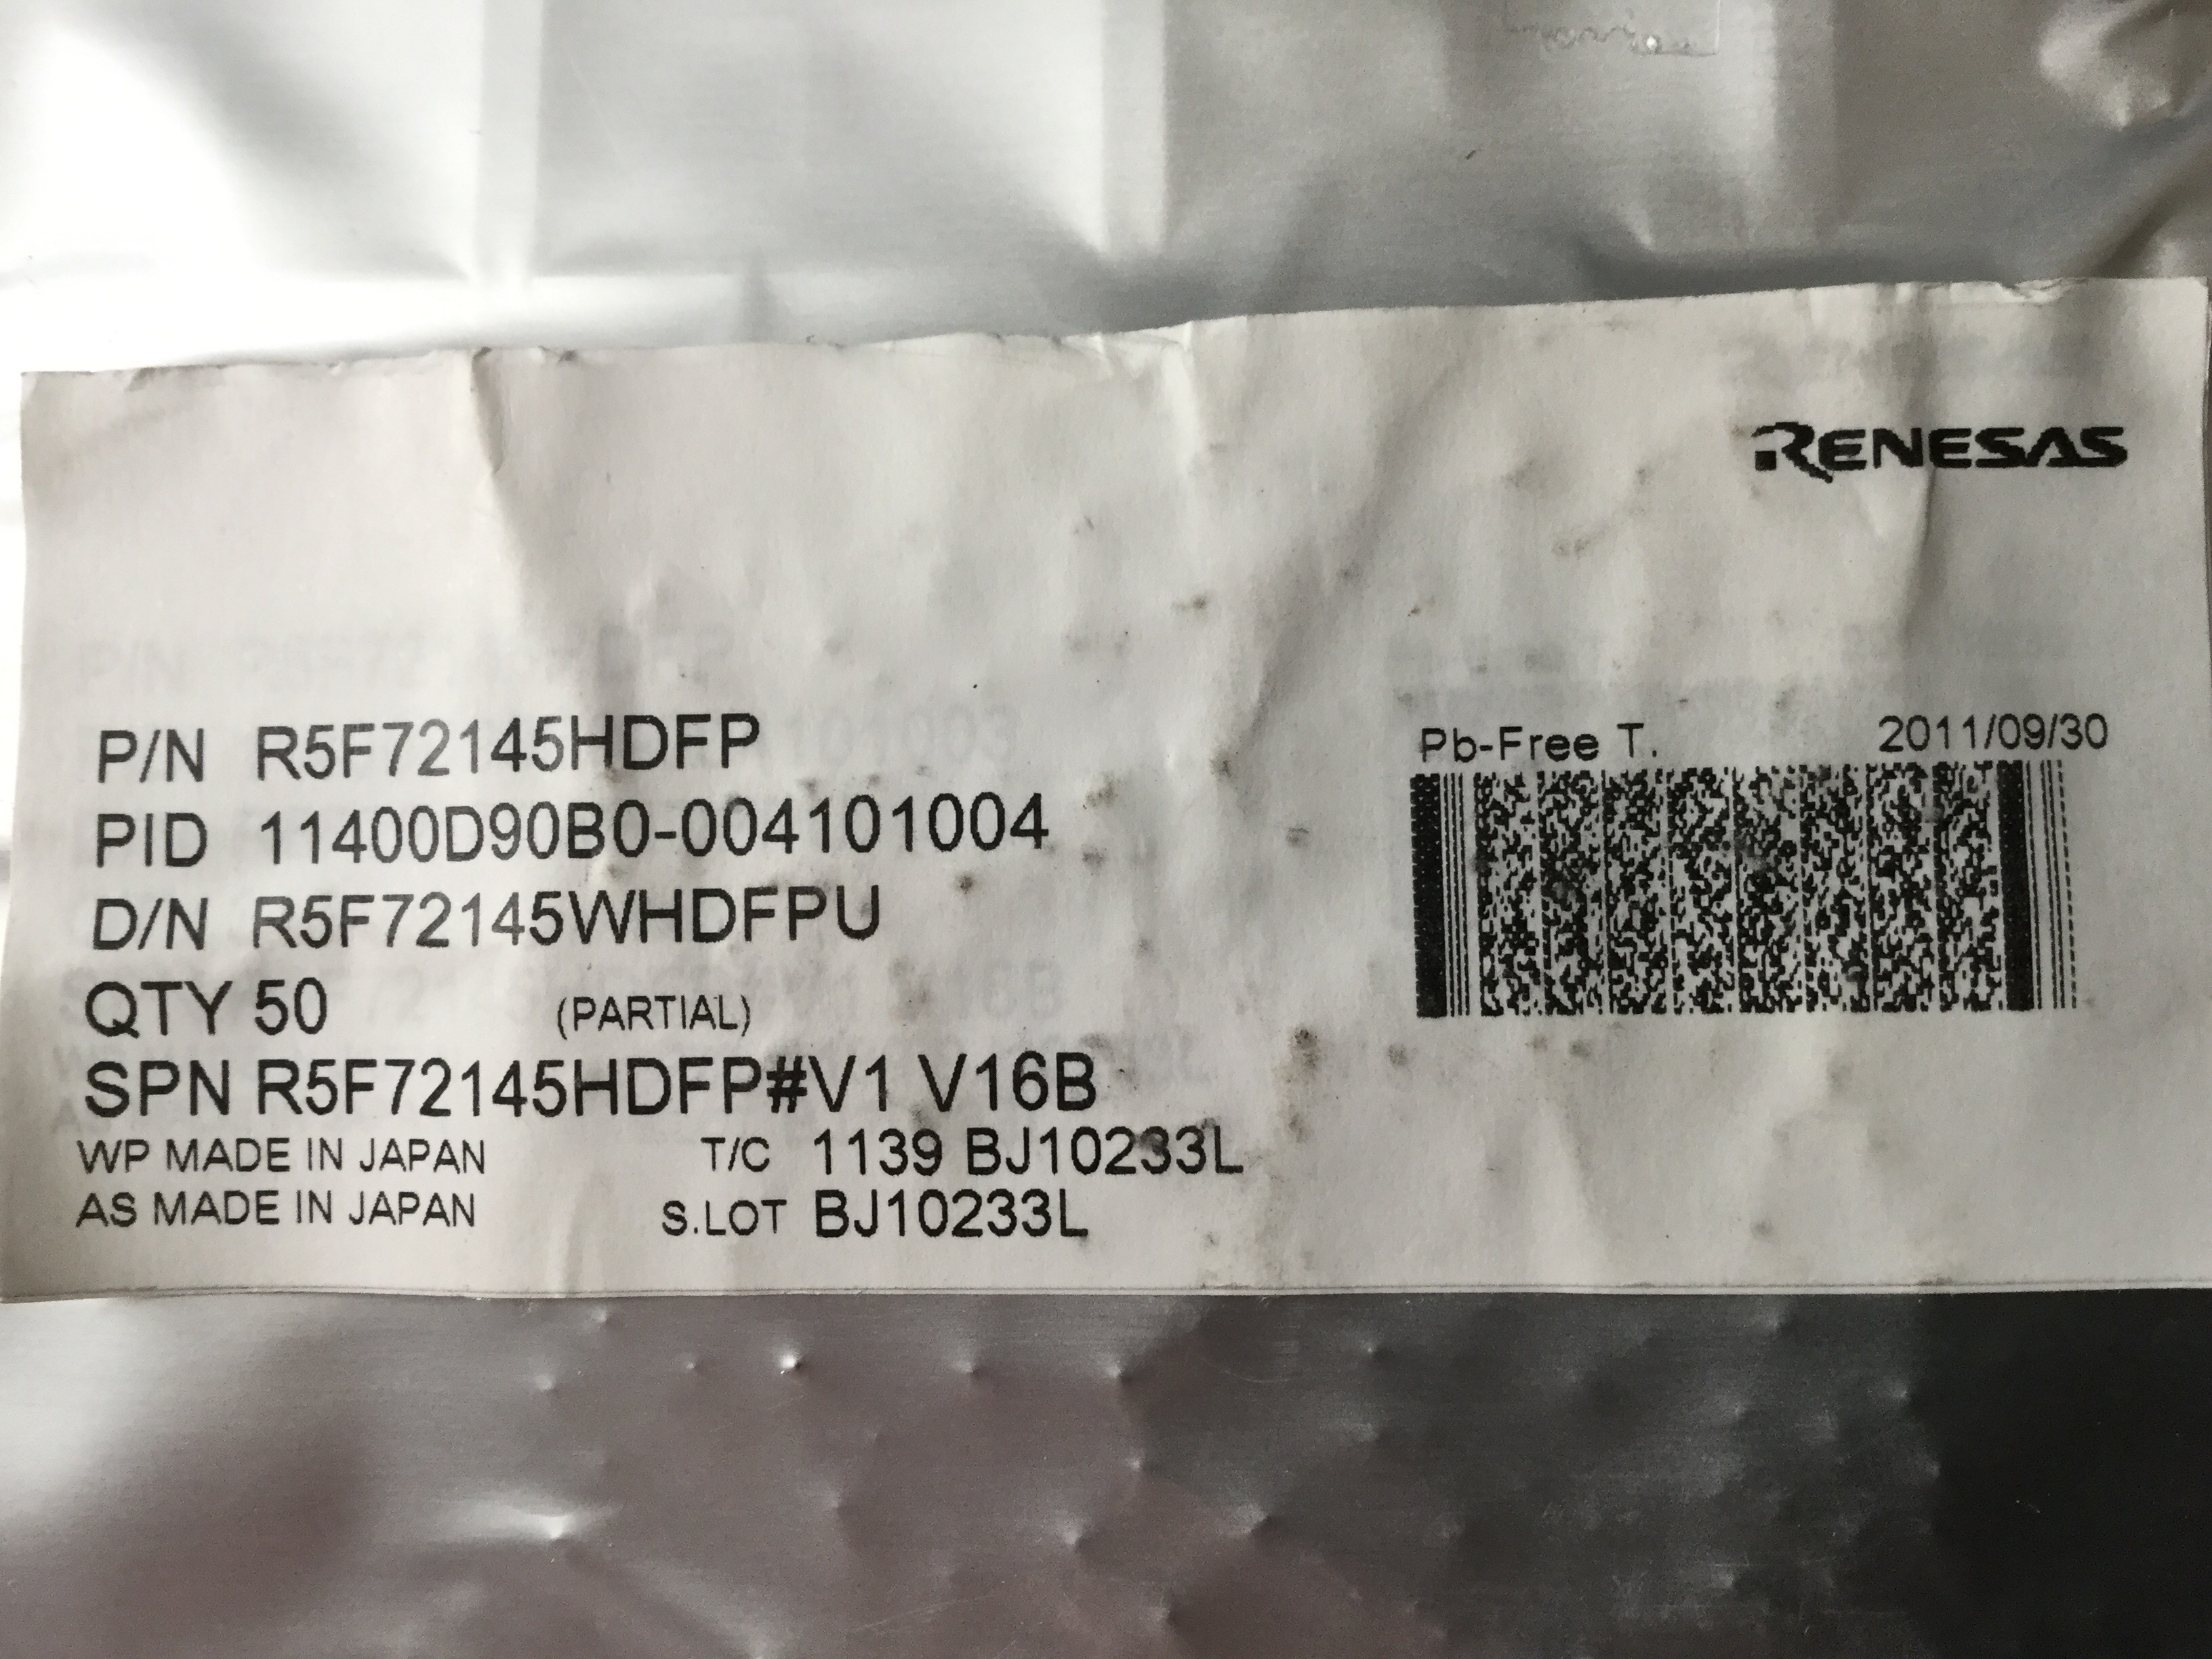 RENESAS
P/N R5F72145HDFP
Pb-Free T. 2011/09/30
PID 11400D90B0-004101004
D/N R5F72145WHDFPU
QTY 50 (PARTIAL)
SPN R5F72145HDFP#V1 V16B
WP MADE IN JAPAN T/C 1139 BJ10233L
AS MADE IN JAPAN S.LOT BJ10233L